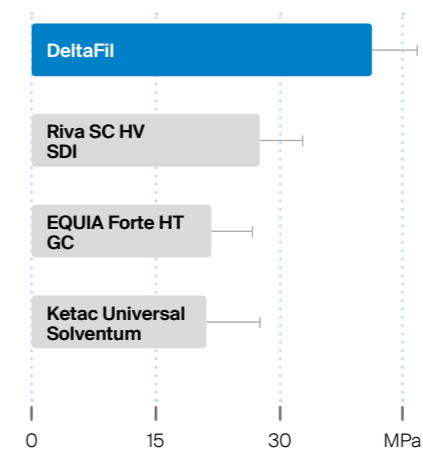 DeltaFil
Riva SC HV
SDI
EQUIA Forte HT
GC
Ketac Universal
Solventum
0 15 30 MPa